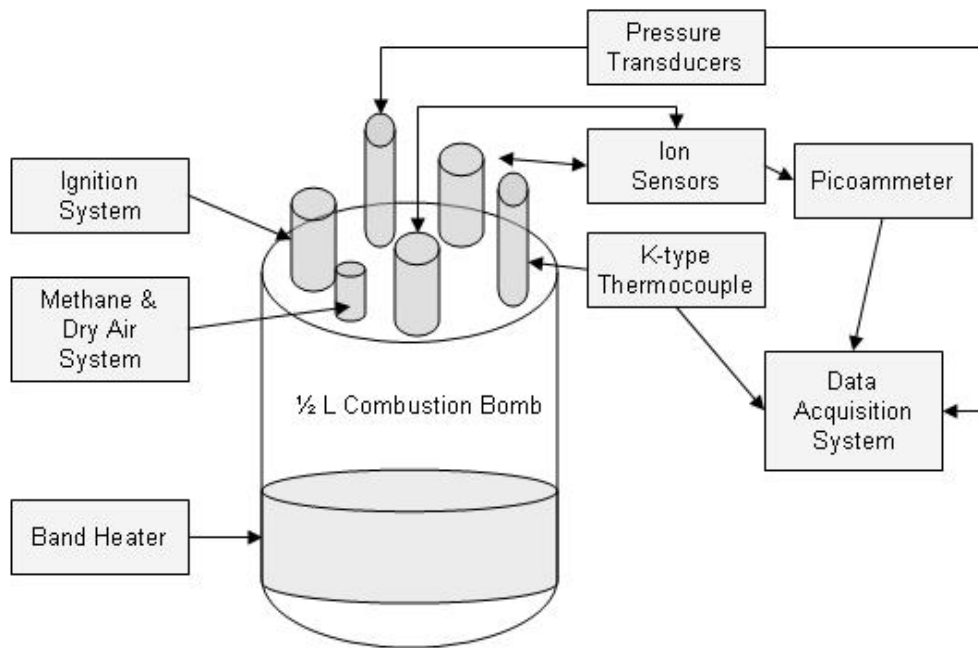 Pressure
Transducers
Ignition
System
Ion
Sensors
Picoammeter
Methane &
Dry Air
System
K-type
Thermocouple
½ L Combustion Bomb
Data
Acquisition
System
Band Heater